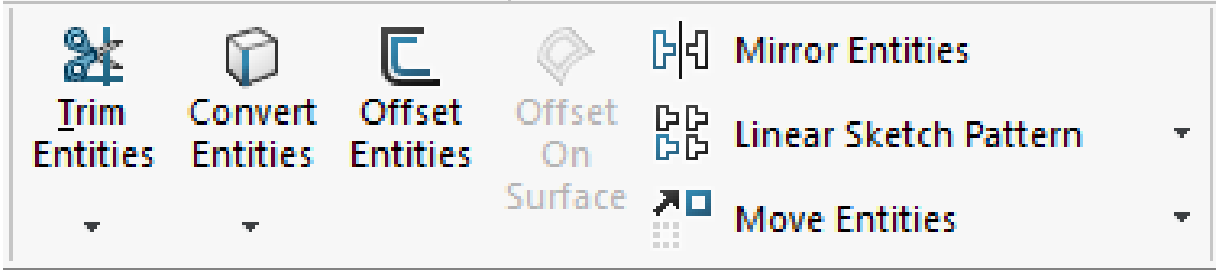 Trim
Entities
Convert
Entities
Offset
Entities
Offset
On
Surface
Mirror Entities
Linear Sketch Pattern
Move Entities